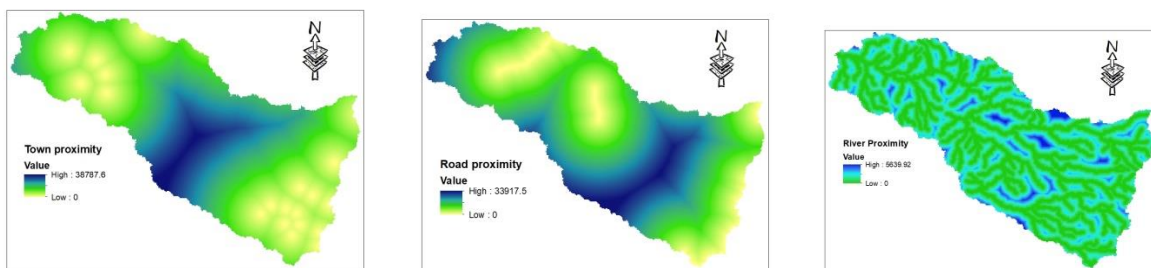 N
Town proximity
Value
High : 38787.6
Low : 0
N
Road proximity
Value
High : 33917.5
Low : 0
N
River Proximity
Value
High : 5639.92
Low : 0